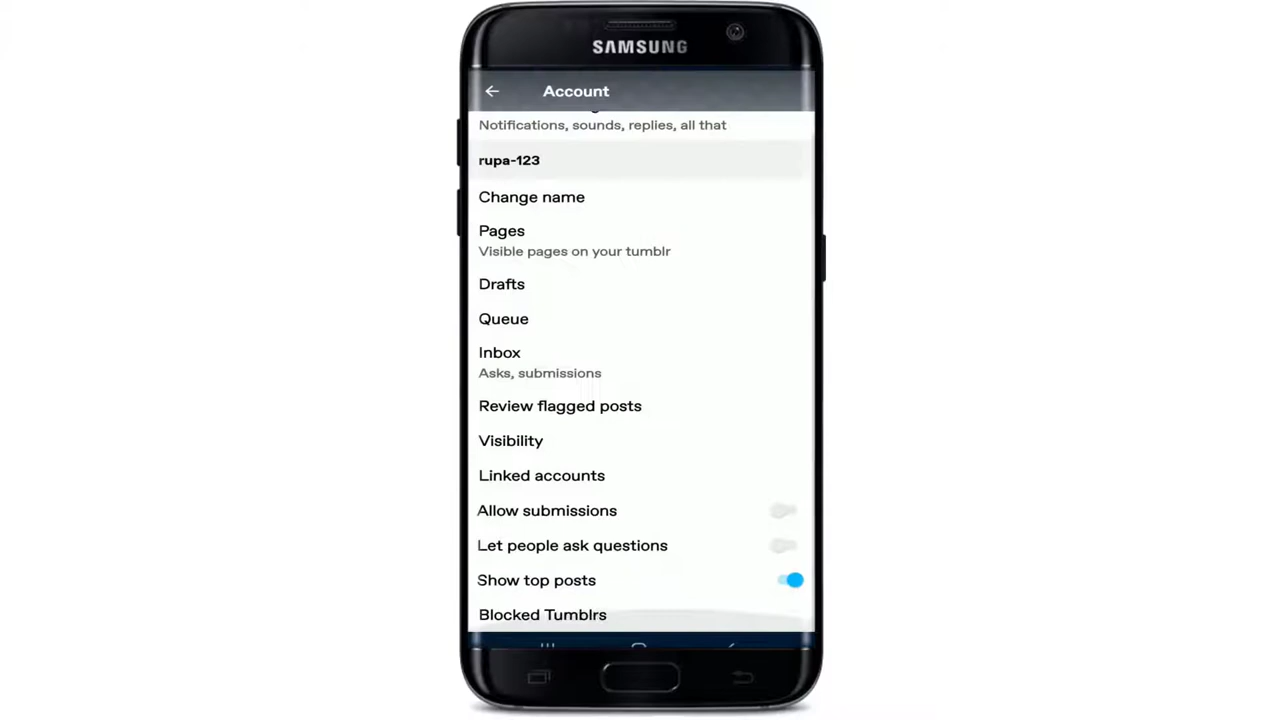 SAMSUNG
Account
Notifications, sounds, replies, all that
rupa-123
Change name
Pages
Visible pages on your tumblr
Drafts
Queue
Inbox
Asks, submissions
Review flagged posts
Visibility
Linked accounts
Allow submissions
Let people ask questions
Show top posts
Blocked Tumblrs